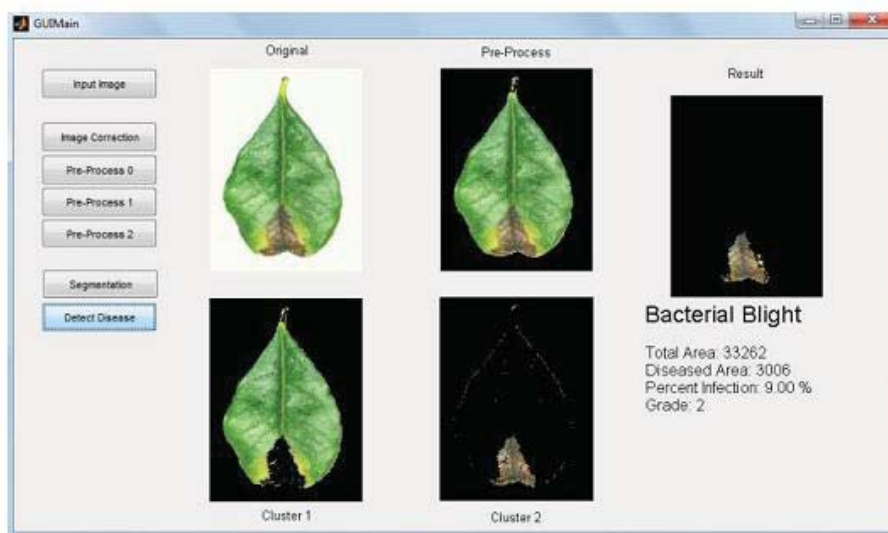 GUIMain
Original
Pre-Process
Result
Input Image
Image Correction
Pre-Process 0
Pre-Process 1
Pre-Process 2
Segmentation
Detect Disease
Bacterial Blight
Total Area: 33262
Diseased Area: 3006
Percent Infection: 9.00 %
Grade: 2
Cluster 1
Cluster 2